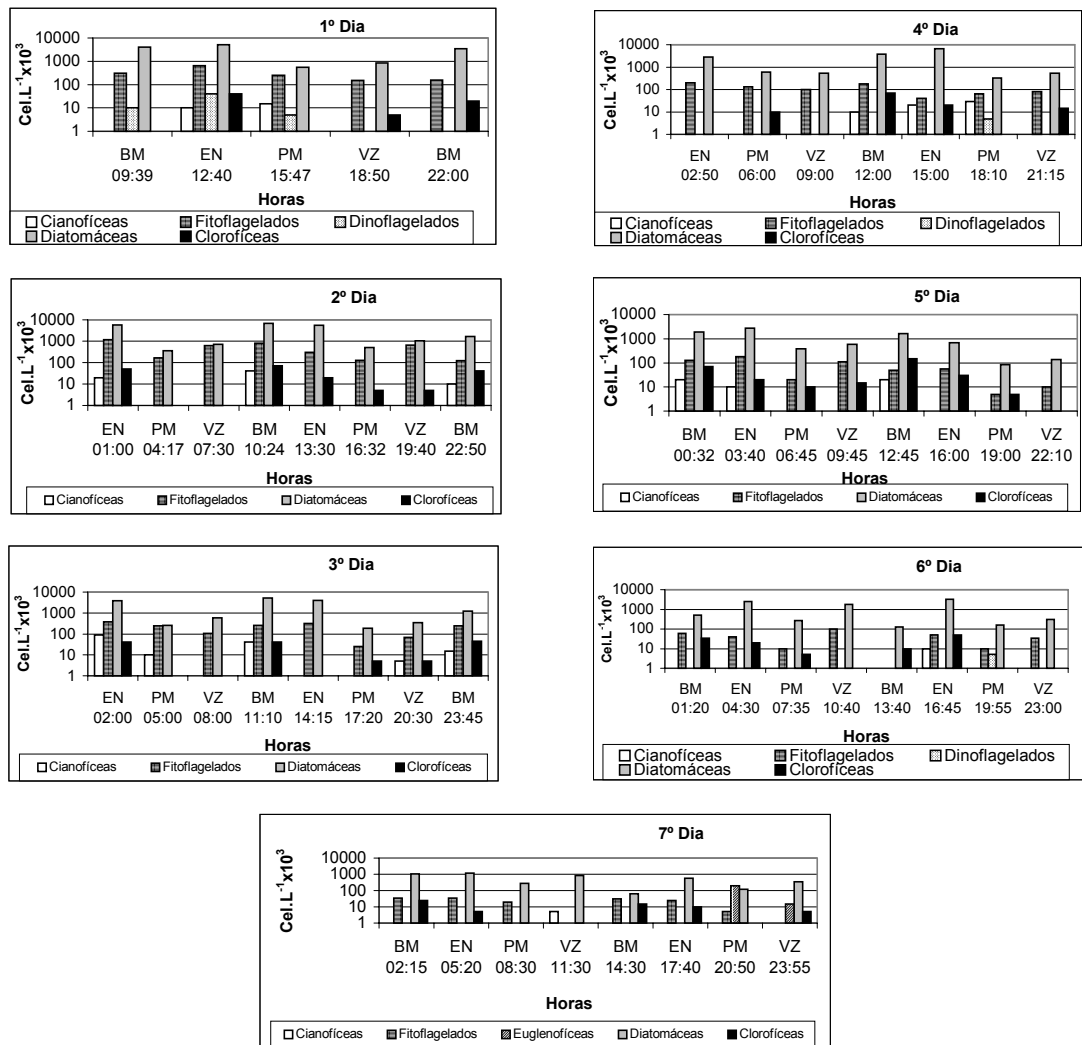 1º Dia
Cel.L-1x10³
10000
1000
100
10
1
BM EN PM VZ BM
09:39 12:40 15:47 18:50 22:00
Horas
Cianofíceas Fitoflagelados Dinoflagelados
Diatomáceas Clorofíceas
4º Dia
Cel.L-1x10³
10000
1000
100
10
1
EN PM VZ BM EN PM VZ
02:50 06:00 09:00 12:00 15:00 18:10 21:15
Horas
Cianofíceas Fitoflagelados Dinoflagelados
Diatomáceas Clorofíceas
2º Dia
Cel.L-1x10³
10000
1000
100
10
1
EN PM VZ BM EN PM VZ BM
01:00 04:17 07:30 10:24 13:30 16:32 19:40 22:50
Horas
Cianofíceas Fitoflagelados Diatomáceas Clorofíceas
5º Dia
Cel.L-1x10³
10000
1000
100
10
1
BM EN PM VZ BM EN PM VZ
00:32 03:40 06:45 09:45 12:45 16:00 19:00 22:10
Horas
Cianofíceas Fitoflagelados Diatomáceas Clorofíceas
3º Dia
Cel.L-1x10³
10000
1000
100
10
1
EN PM VZ BM EN PM VZ BM
02:00 05:00 08:00 11:10 14:15 17:20 20:30 23:45
Horas
Cianofíceas Fitoflagelados Diatomáceas Clorofíceas
6º Dia
Cel.L-1x10³
10000
1000
100
10
1
BM EN PM VZ BM EN PM VZ
01:20 04:30 07:35 10:40 13:40 16:45 19:55 23:00
Horas
Cianofíceas Fitoflagelados Dinoflagelados
Diatomáceas Clorofíceas
7º Dia
Cel.L-1x10³
10000
1000
100
10
1
BM EN PM VZ BM EN PM VZ
02:15 05:20 08:30 11:30 14:30 17:40 20:50 23:55
Horas
Cianofíceas Fitoflagelados Euglenofíceas Diatomáceas Clorofíceas